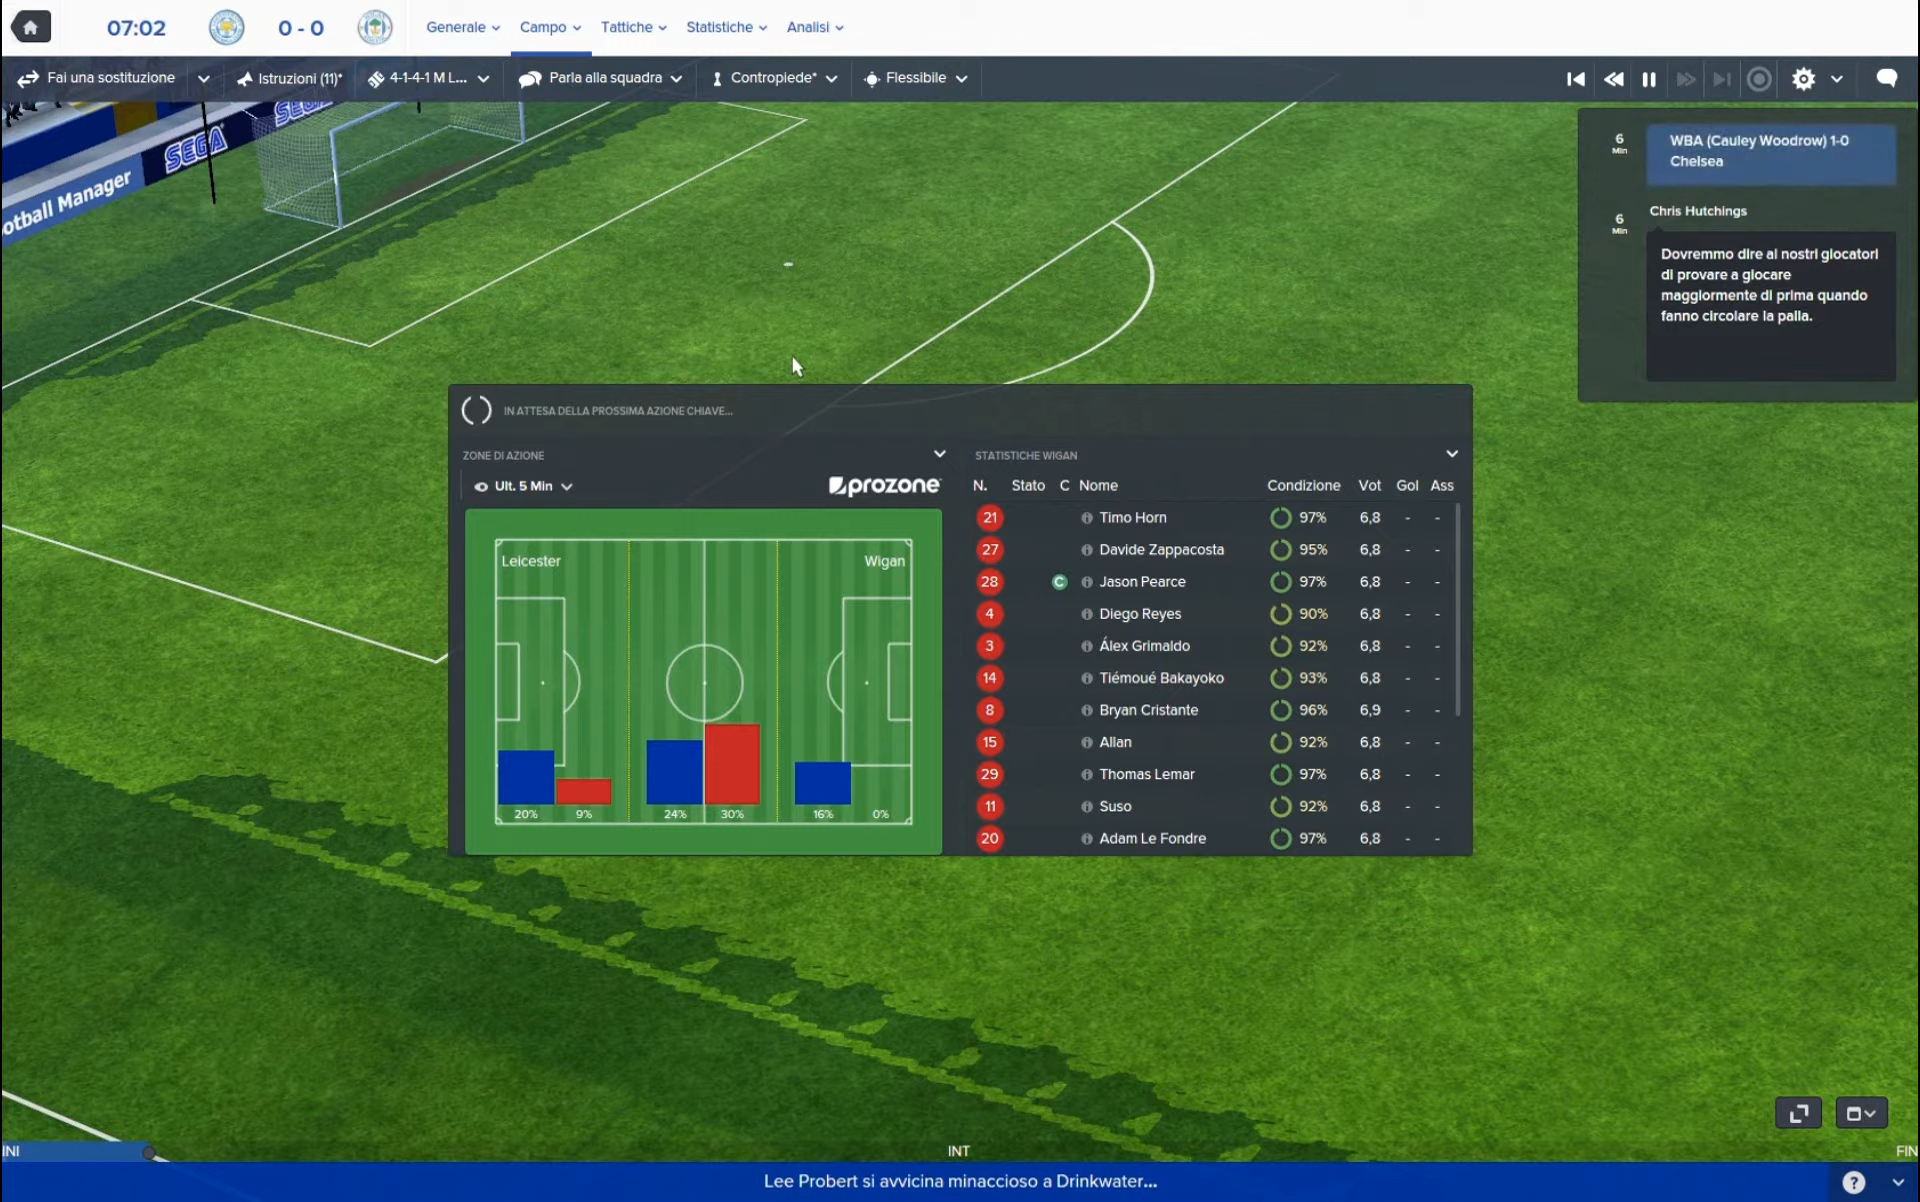 07:02
0 - 0
Generale
Campo
Tattiche
Statistiche
Analisi
Fai una sostituzione
Istruzioni (11)*
4-1-4-1 M L...
Parla alla squadra
Contropiede*
Flessibile
SEGA
SEGA
otball Manager
6
Min
WBA (Cauley Woodrow) 1-0
Chelsea
6
Min
Chris Hutchings
Dovremmo dire ai nostri giocatori
di provare a giocare
maggiormente di prima quando
fanno circolare la palla.
IN ATTESA DELLA PROSSIMA AZIONE CHIAVE...
ZONE DI AZIONE
Ult. 5 Min
prozone
Leicester
Wigan
20%
9%
24%
30%
16%
0%
STATISTICHE WIGAN
N. Stato C Nome Condizione Vot Gol Ass
21 Timo Horn 97% 6,8 - -
27 Davide Zappacosta 95% 6,8 - -
28 C Jason Pearce 97% 6,8 - -
4 Diego Reyes 90% 6,8 - -
3 Álex Grimaldo 92% 6,8 - -
14 Tiémoué Bakayoko 93% 6,8 - -
8 Bryan Cristante 96% 6,9 - -
15 Allan 92% 6,8 - -
29 Thomas Lemar 97% 6,8 - -
11 Suso 92% 6,8 - -
20 Adam Le Fondre 97% 6,8 - -
INI
INT
FIN
Lee Probert si avvicina minaccioso a Drinkwater...
?